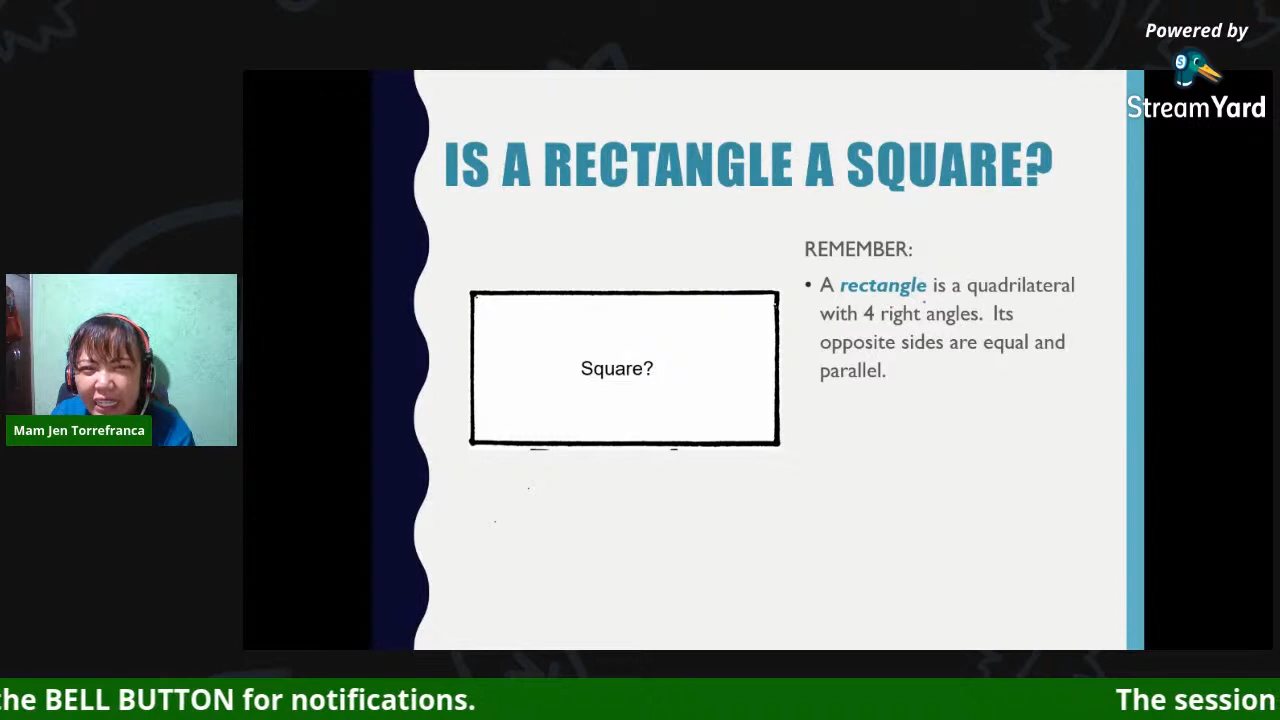 Powered by
StreamYard
IS A RECTANGLE A SQUARE?
REMEMBER:
• A rectangle is a quadrilateral
with 4 right angles. Its
opposite sides are equal and
parallel.
Square?
Mam Jen Torrefranca
the BELL BUTTON for notifications.
The session